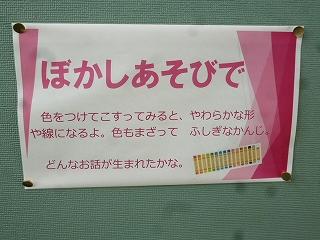 ぼかしあそびで
色をつけてこすってみると、やわらかな形
や線になるよ。色もまざって　ふしぎなかんじ。
どんなお話が生まれたかな。